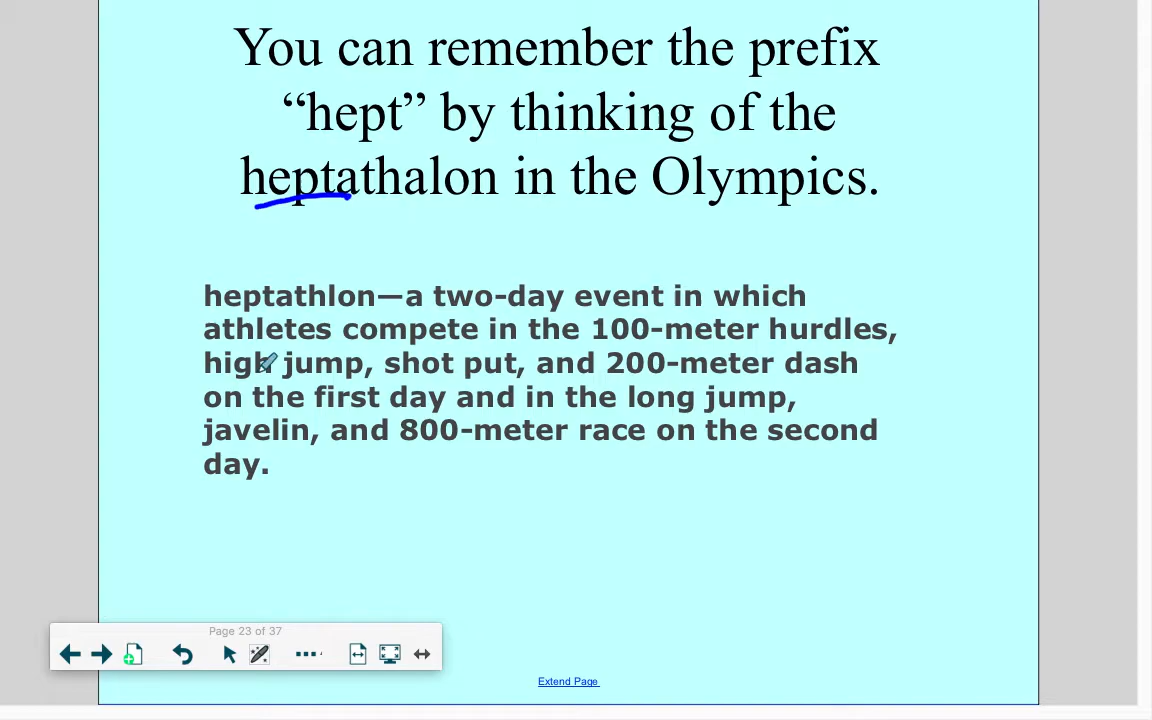 You can remember the prefix
“hept” by thinking of the
heptathalon in the Olympics.
heptathlon—a two-day event in which
athletes compete in the 100-meter hurdles,
high jump, shot put, and 200-meter dash
on the first day and in the long jump,
javelin, and 800-meter race on the second
day.
Page 23 of 37
Extend Page